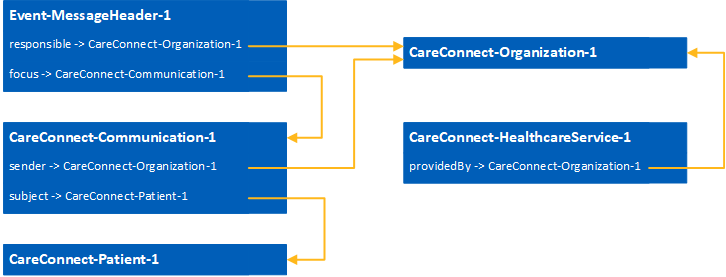 Event-MessageHeader-1
responsible -> CareConnect-Organization-1
focus -> CareConnect-Communication-1
CareConnect-Organization-1
CareConnect-Communication-1
sender -> CareConnect-Organization-1
subject -> CareConnect-Patient-1
CareConnect-HealthcareService-1
providedBy -> CareConnect-Organization-1
CareConnect-Patient-1